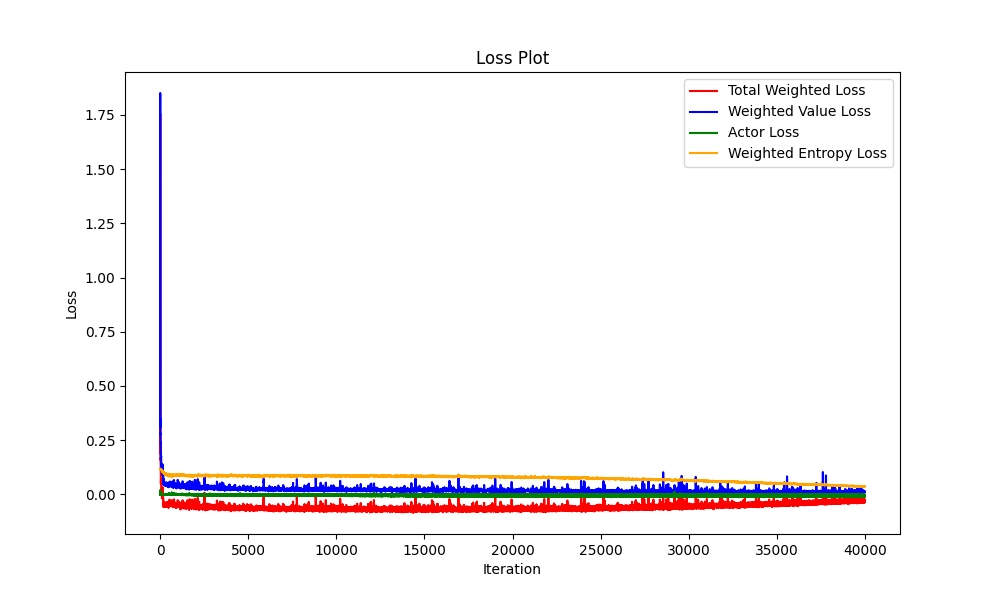 Loss Plot
Total Weighted Loss
Weighted Value Loss
Actor Loss
Weighted Entropy Loss
Loss
1.75
1.50
1.25
1.00
0.75
0.50
0.25
0.00
0 5000 10000 15000 20000 25000 30000 35000 40000
Iteration